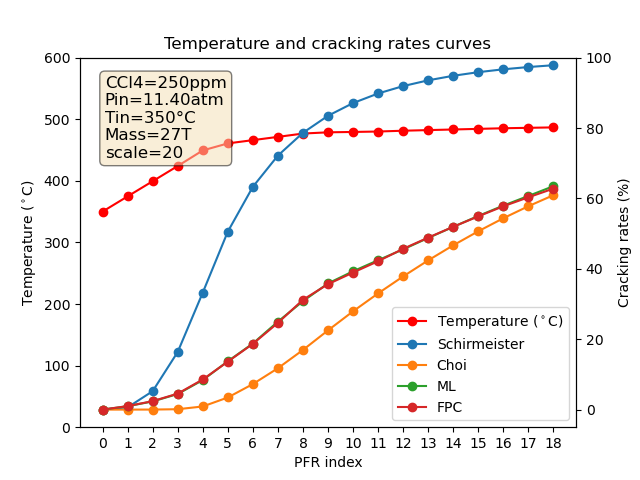 Temperature and cracking rates curves
CCl4=250ppm
Pin=11.40atm
Tin=350°C
Mass=27T
scale=20
600
500
400
300
200
100
0
Temperature (°C)
100
80
60
40
20
0
Cracking rates (%)
Temperature (°C)
Schirmeister
Choi
ML
FPC
0 1 2 3 4 5 6 7 8 9 10 11 12 13 14 15 16 17 18
PFR index